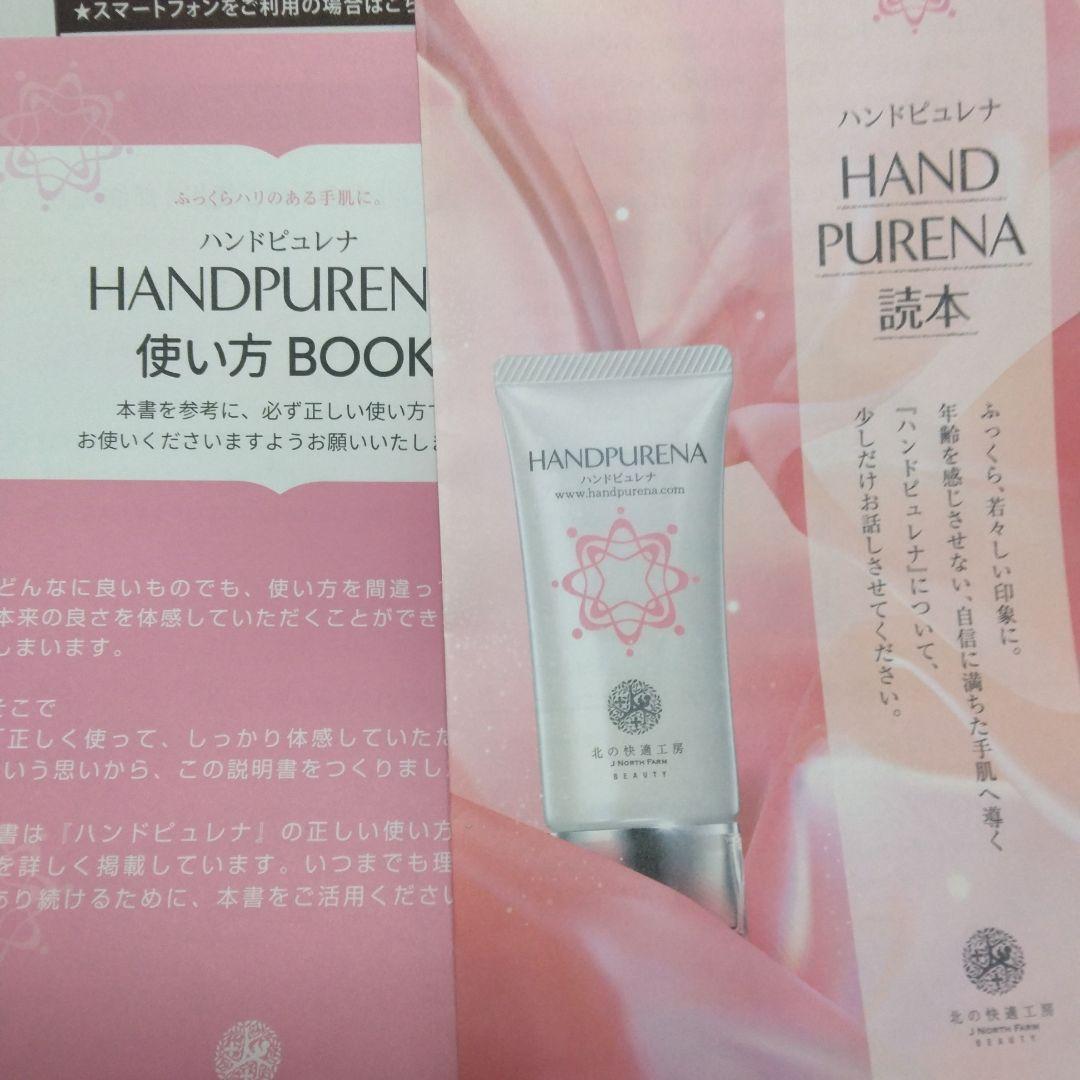 ★スマートフォンをご利用の場合はこち
ふっくらハリのある手肌に。
ハンドピュレナ
HANDPUREN
使い方 BOOK
本書を参考に、必ず正しい使い方で
お使いくださいますようお願いいたしま
どんなに良いものでも、使い方を間違って
本来の良さを体感していただくことができ
しまいます。
そこで
「正しく使って、しっかり体感していただ
いう思いから、この説明書をつくりまし
書は『ハンドピュレナ』の正しい使い方
を詳しく掲載しています。いつまでも理
あり続けるために、本書をご活用ください
ハンドピュレナ
HAND
PURENA
読本
ふっくら、若々しい印象に。
年齢を感じさせない、自信に満ちた手肌へ導く
『ハンドピュレナ』について、
少しだけお話しさせてください。
HANDPURENA
ハンドピュレナ
www.handpurena.com
北の快適工房
J NORTH FARM
BEAUTY
北の快適工房
J NORTH FARM
BEAUTY